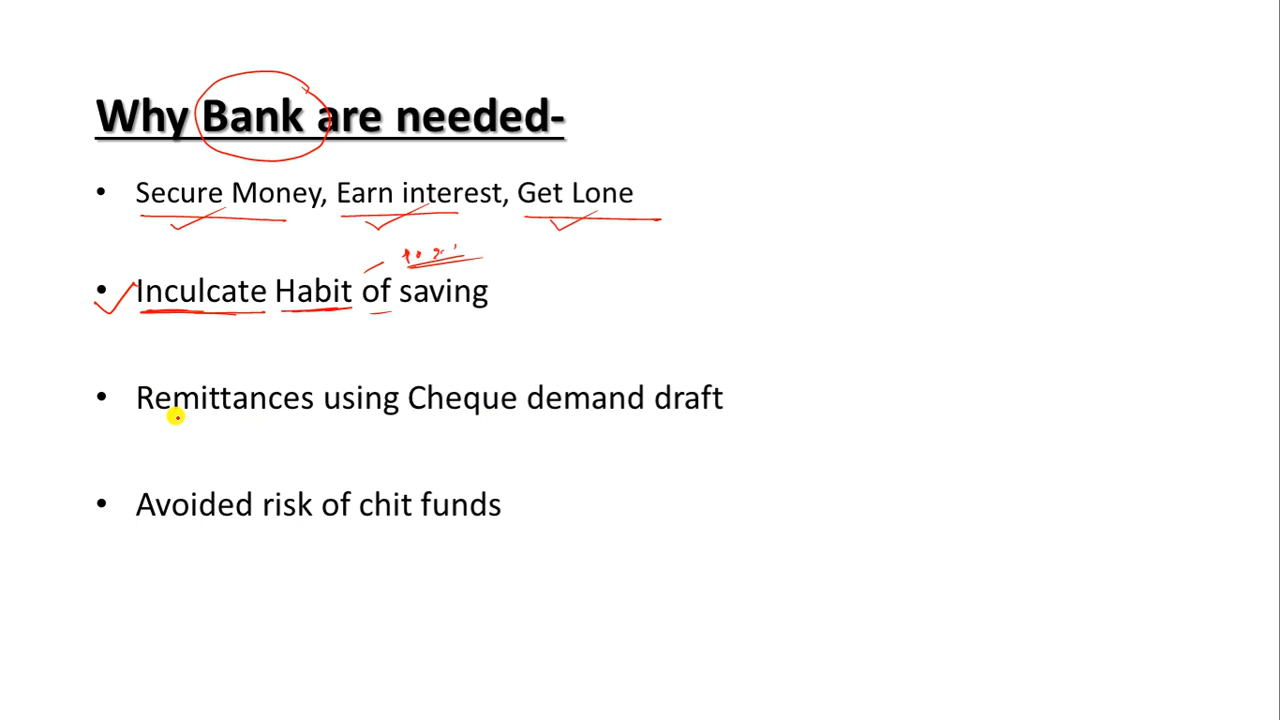 Why Bank are needed-
• Secure Money, Earn interest, Get Lone
• Inculcate Habit of saving
• Remittances using Cheque demand draft
• Avoided risk of chit funds